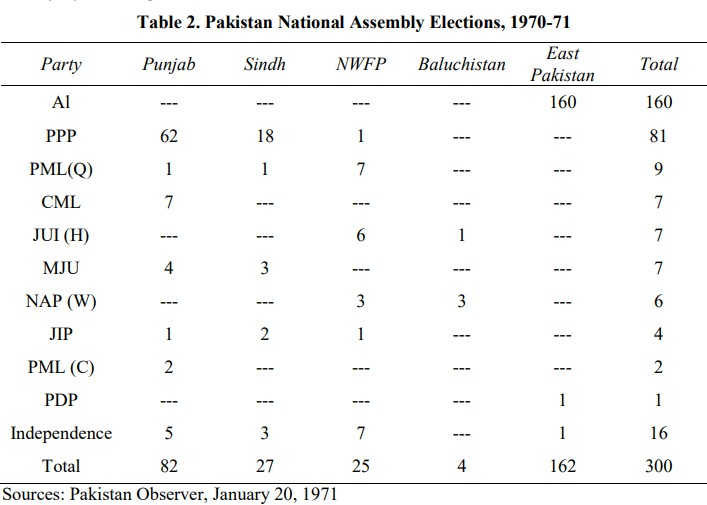 Table 2. Pakistan National Assembly Elections, 1970-71
Party Punjab Sindh NWFP Baluchistan East Pakistan Total
Al --- --- --- --- 160 160
PPP 62 18 1 --- --- 81
PML(Q) 1 1 7 --- --- 9
CML 7 --- --- --- --- 7
JUI (H) --- --- 6 1 --- 7
MJU 4 3 --- --- --- 7
NAP (W) --- --- 3 3 --- 6
JIP 1 2 1 --- --- 4
PML (C) 2 --- --- --- --- 2
PDP --- --- --- --- 1 1
Independence 5 3 7 --- 1 16
Total 82 27 25 4 162 300
Sources: Pakistan Observer, January 20, 1971